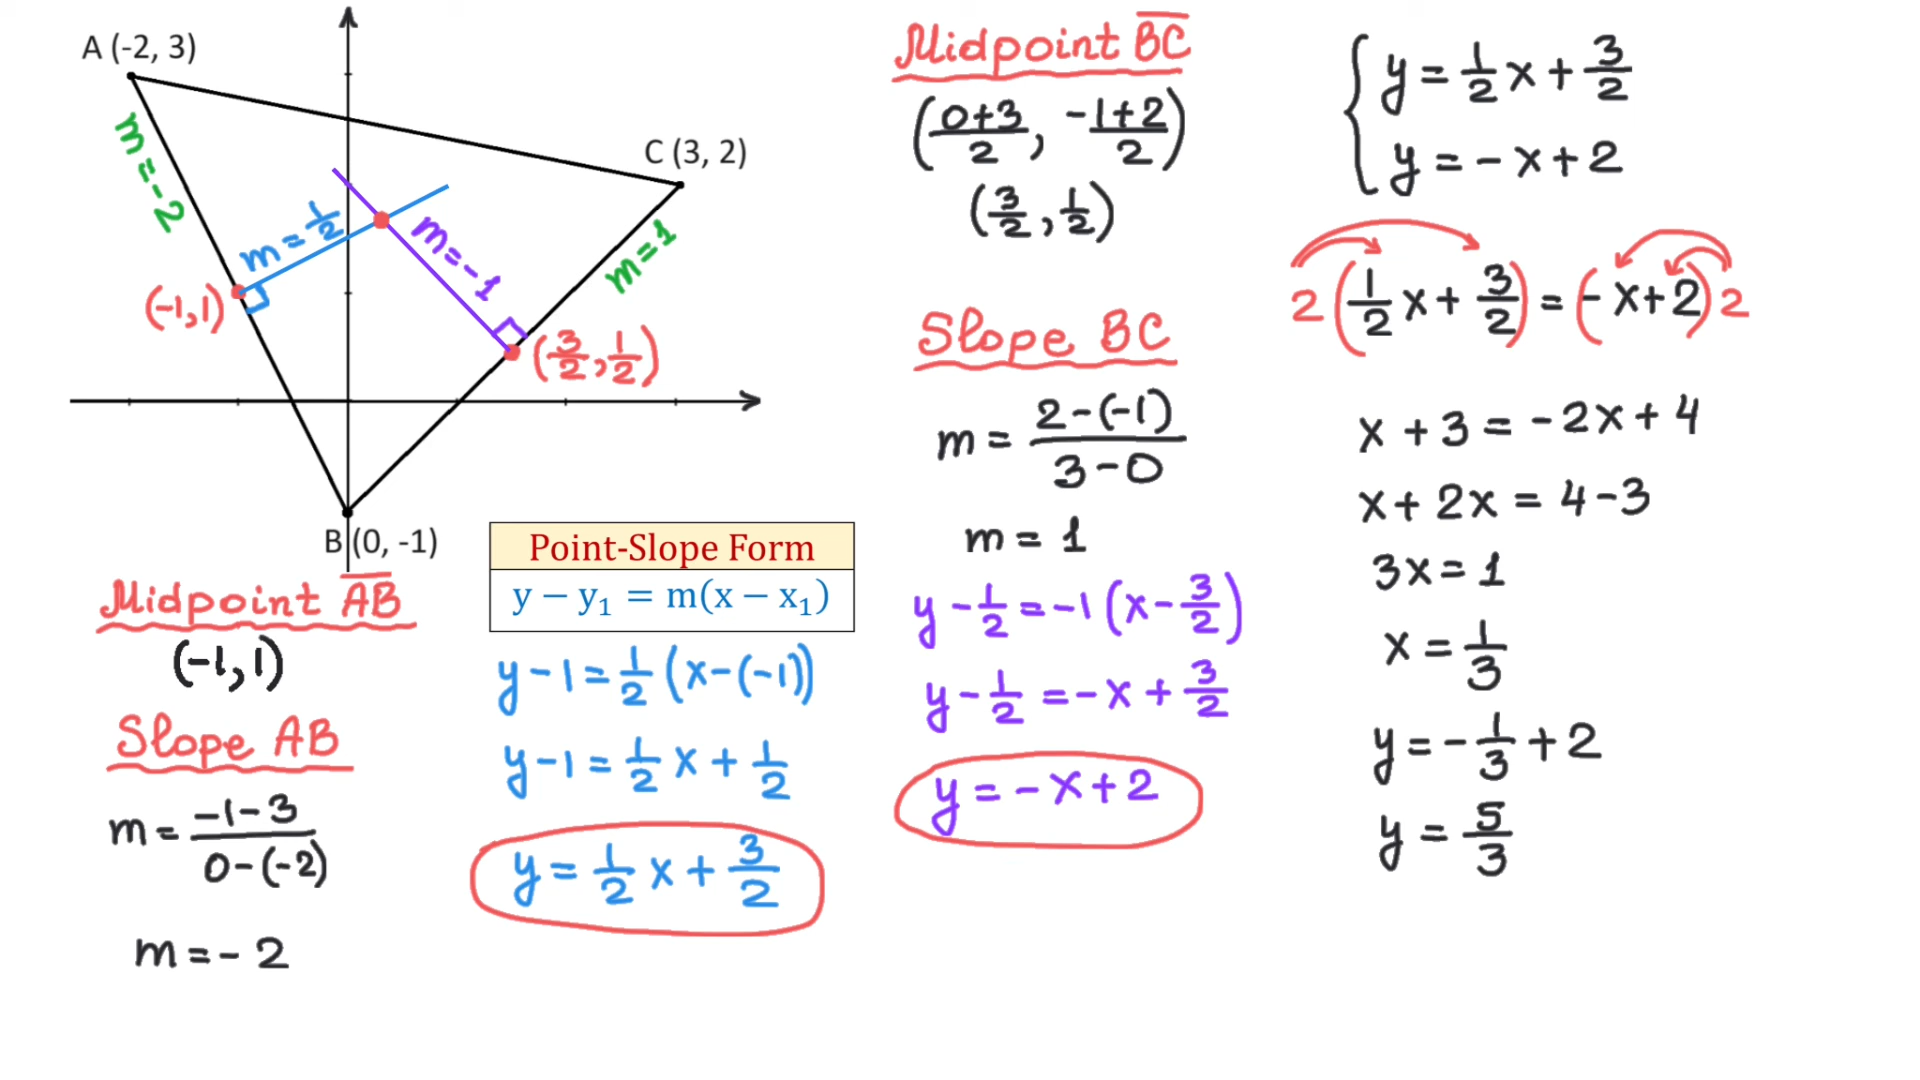 A (-2, 3)
C (3, 2)
B (0, -1)
m = -2
m = 1/2
m = -1
m = 1
(-1, 1)
(3/2, 1/2)
Midpoint AB
(-1, 1)
Slope AB
m = -1 - 3 / 0 - (-2)
m = - 2
Point-Slope Form
y − y₁ = m(x − x₁)
y - 1 = 1/2 (x - (-1))
y - 1 = 1/2 x + 1/2
y = 1/2 x + 3/2
Midpoint BC
(0+3/2, -1+2/2)
(3/2, 1/2)
Slope BC
m = 2 - (-1) / 3 - 0
m = 1
y - 1/2 = -1 (x - 3/2)
y - 1/2 = - x + 3/2
y = - x + 2
{ y = 1/2 x + 3/2
y = - x + 2
2 (1/2 x + 3/2) = (- x + 2) 2
x + 3 = -2x + 4
x + 2x = 4 - 3
3x = 1
x = 1/3
y = - 1/3 + 2
y = 5/3